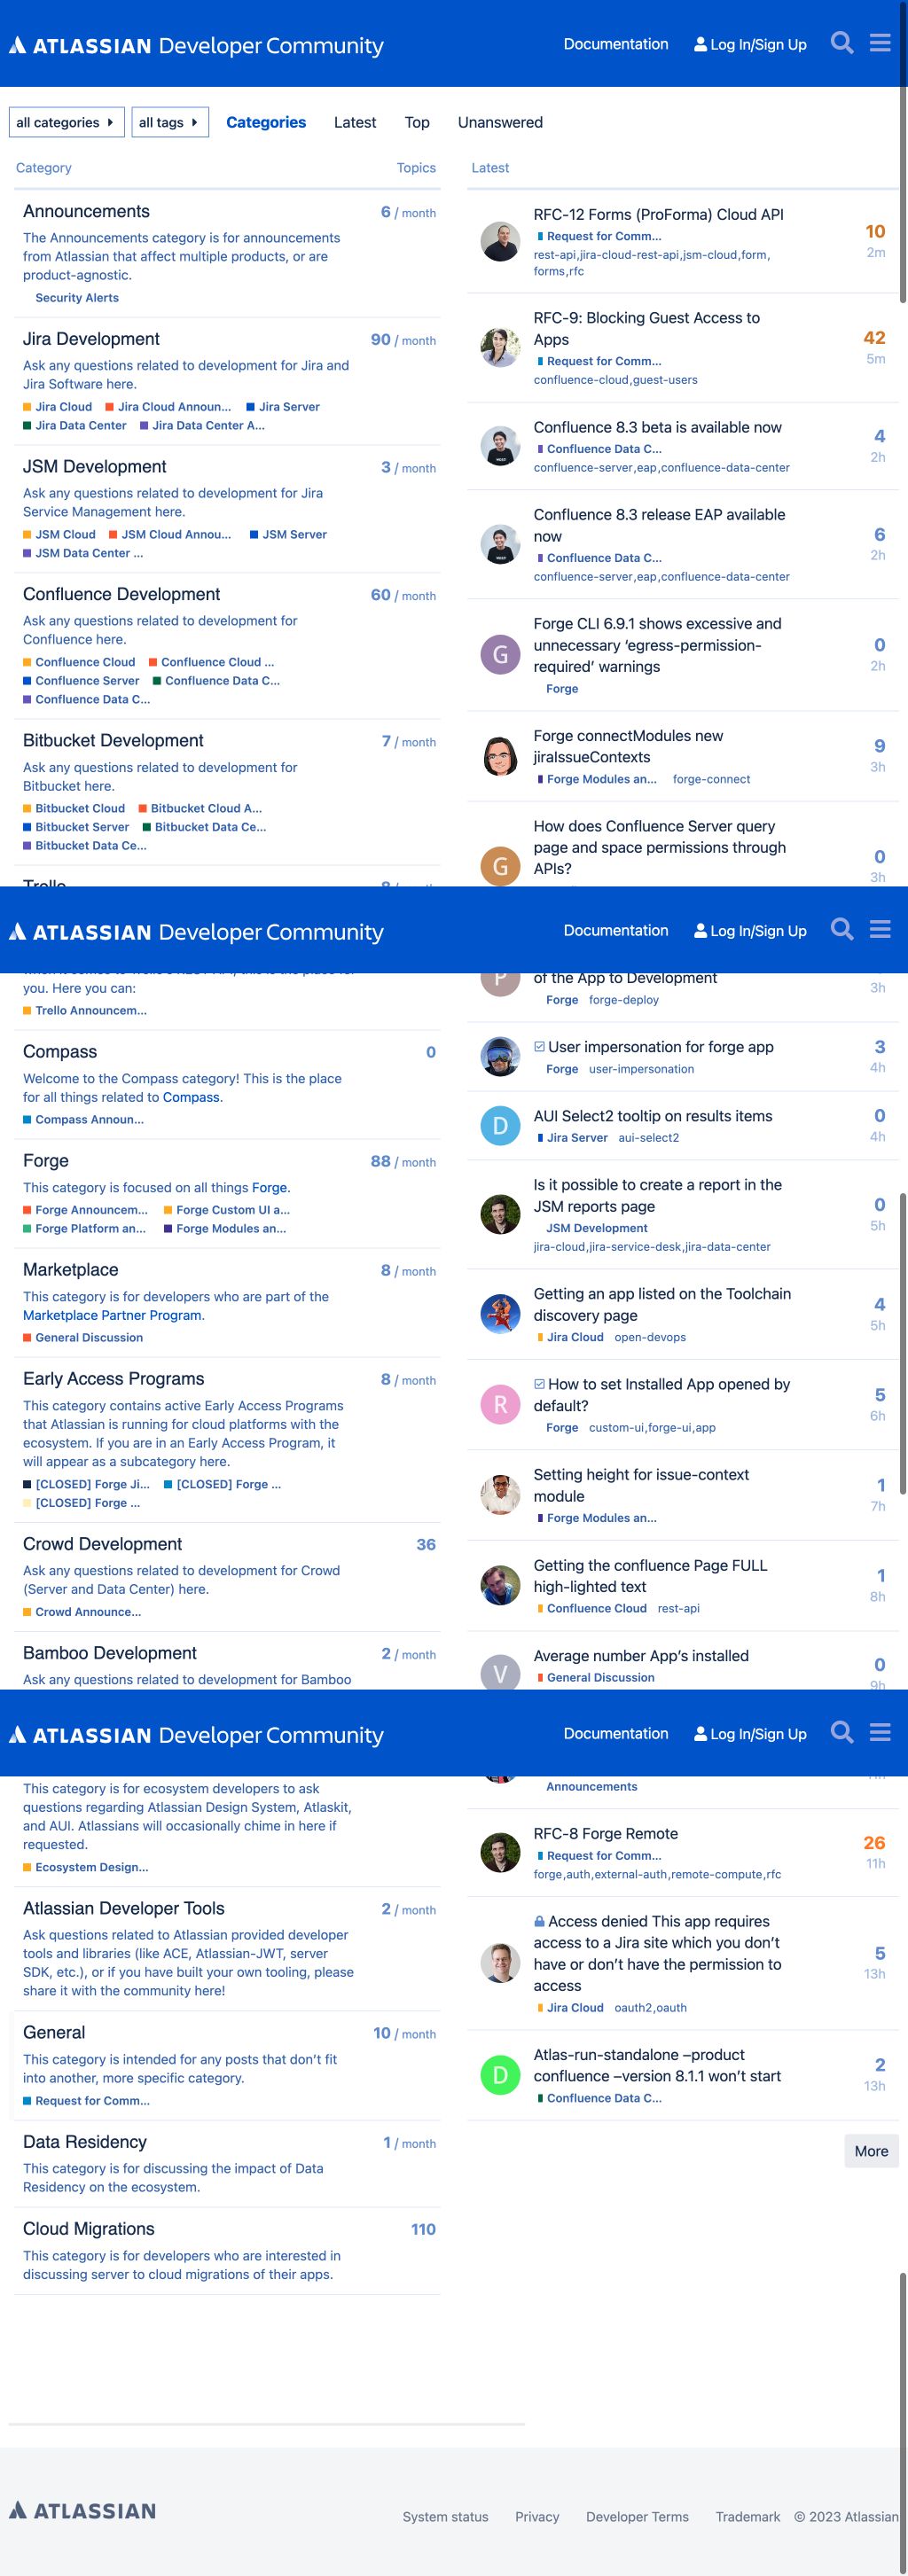 ATLASSIAN Developer Community
Documentation
Log In/Sign Up
all categories
all tags
Categories
Latest
Top
Unanswered
Category
Topics
Announcements
6 / month
The Announcements category is for announcements
from Atlassian that affect multiple products, or are
product-agnostic.
Security Alerts
Jira Development
90 / month
Ask any questions related to development for Jira and
Jira Software here.
Jira Cloud Jira Cloud Announ... Jira Server
Jira Data Center Jira Data Center A...
JSM Development
3 / month
Ask any questions related to development for Jira
Service Management here.
JSM Cloud JSM Cloud Annou... JSM Server
JSM Data Center ...
Confluence Development
60 / month
Ask any questions related to development for
Confluence here.
Confluence Cloud Confluence Cloud ...
Confluence Server Confluence Data C...
Confluence Data C...
Bitbucket Development
7 / month
Ask any questions related to development for
Bitbucket here.
Bitbucket Cloud Bitbucket Cloud A...
Bitbucket Server Bitbucket Data Ce...
Bitbucket Data Ce...
Trello
Latest
RFC-12 Forms (ProForma) Cloud API
10
Request for Comm...
2m
rest-api,jira-cloud-rest-api,jsm-cloud,form,
forms,rfc
RFC-9: Blocking Guest Access to
Apps
42
Request for Comm...
5m
confluence-cloud,guest-users
Confluence 8.3 beta is available now
4
Confluence Data C...
2h
confluence-server,eap,confluence-data-center
Confluence 8.3 release EAP available
now
6
Confluence Data C...
2h
confluence-server,eap,confluence-data-center
G
Forge CLI 6.9.1 shows excessive and
unnecessary ‘egress-permission-
required’ warnings
0
2h
Forge
Forge connectModules new
jiraIssueContexts
9
3h
Forge Modules an... forge-connect
G
How does Confluence Server query
page and space permissions through
APIs?
0
3h
ATLASSIAN Developer Community
Documentation
Log In/Sign Up
you. Here you can:
Trello Announcem...
Compass
0
Welcome to the Compass category! This is the place
for all things related to Compass.
Compass Announ...
Forge
88 / month
This category is focused on all things Forge.
Forge Announcem... Forge Custom UI a...
Forge Platform an... Forge Modules an...
Marketplace
8 / month
This category is for developers who are part of the
Marketplace Partner Program.
General Discussion
Early Access Programs
8 / month
This category contains active Early Access Programs
that Atlassian is running for cloud platforms with the
ecosystem. If you are in an Early Access Program, it
will appear as a subcategory here.
[CLOSED] Forge Ji... [CLOSED] Forge ...
[CLOSED] Forge ...
Crowd Development
36
Ask any questions related to development for Crowd
(Server and Data Center) here.
Crowd Announce...
Bamboo Development
2 / month
Ask any questions related to development for Bamboo
P
of the App to Development
3h
Forge forge-deploy
User impersonation for forge app
3
Forge user-impersonation
4h
D
AUI Select2 tooltip on results items
0
Jira Server aui-select2
4h
Is it possible to create a report in the
JSM reports page
0
5h
JSM Development
jira-cloud,jira-service-desk,jira-data-center
Getting an app listed on the Toolchain
discovery page
4
5h
Jira Cloud open-devops
R
How to set Installed App opened by
default?
5
6h
Forge custom-ui,forge-ui,app
Setting height for issue-context
module
1
7h
Forge Modules an...
Getting the confluence Page FULL
high-lighted text
1
8h
Confluence Cloud rest-api
V
Average number App’s installed
0
General Discussion
9h
ATLASSIAN Developer Community
Documentation
Log In/Sign Up
This category is for ecosystem developers to ask
questions regarding Atlassian Design System, Atlaskit,
and AUI. Atlassians will occasionally chime in here if
requested.
Ecosystem Design...
Atlassian Developer Tools
2 / month
Ask questions related to Atlassian provided developer
tools and libraries (like ACE, Atlassian-JWT, server
SDK, etc.), or if you have built your own tooling, please
share it with the community here!
General
10 / month
This category is intended for any posts that don’t fit
into another, more specific category.
Request for Comm...
Data Residency
1 / month
This category is for discussing the impact of Data
Residency on the ecosystem.
Cloud Migrations
110
This category is for developers who are interested in
discussing server to cloud migrations of their apps.
Announcements
RFC-8 Forge Remote
26
Request for Comm...
11h
forge,auth,external-auth,remote-compute,rfc
Access denied This app requires
access to a Jira site which you don’t
have or don’t have the permission to
access
5
13h
Jira Cloud oauth2,oauth
D
Atlas-run-standalone –product
confluence –version 8.1.1 won’t start
2
13h
Confluence Data C...
More
ATLASSIAN
System status
Privacy
Developer Terms
Trademark
© 2023 Atlassian